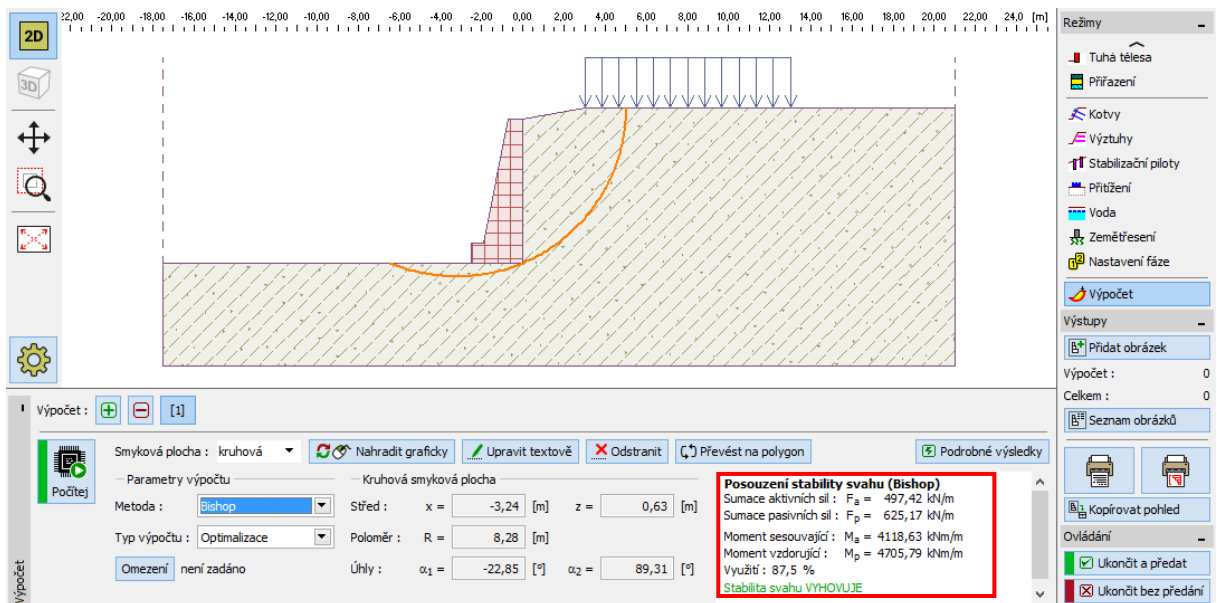 22,00 -20,00 -18,00 -16,00 -14,00 -12,00 -10,00 -8,00 -6,00 -4,00 -2,00 0,00 2,00 4,00 6,00 8,00 10,00 12,00 14,00 16,00 18,00 20,00 22,00 24,0 [m]
2D
3D
Režimy
Tuhá tělesa
Přiřazení
Kotvy
Výztuhy
Stabilizační piloty
Přitížení
Voda
Zemětřesení
Nastavení fáze
Výpočet
Výstupy
Přidat obrázek
Výpočet : 0
Celkem : 0
Seznam obrázků
Kopírovat pohled
Ovládání
Ukončit a předat
Ukončit bez předání
Výpočet
Výpočet : [1]
Počítej
Smyková plocha : kruhová
Nahradit graficky
Upravit textově
Odstranit
Převést na polygon
Podrobné výsledky
Parametry výpočtu
Metoda : Bishop
Typ výpočtu : Optimalizace
Omezení není zadáno
Kruhová smyková plocha
Střed : x = -3,24 [m] z = 0,63 [m]
Poloměr : R = 8,28 [m]
Úhly : α1 = -22,85 [°] α2 = 89,31 [°]
Posouzení stability svahu (Bishop)
Sumace aktivních sil : Fa = 497,42 kN/m
Sumace pasivních sil : Fp = 625,17 kN/m
Moment sesouvající : Ma = 4118,63 kNm/m
Moment vzdorující : Mp = 4705,79 kNm/m
Využití : 87,5 %
Stabilita svahu VYHOVUJE